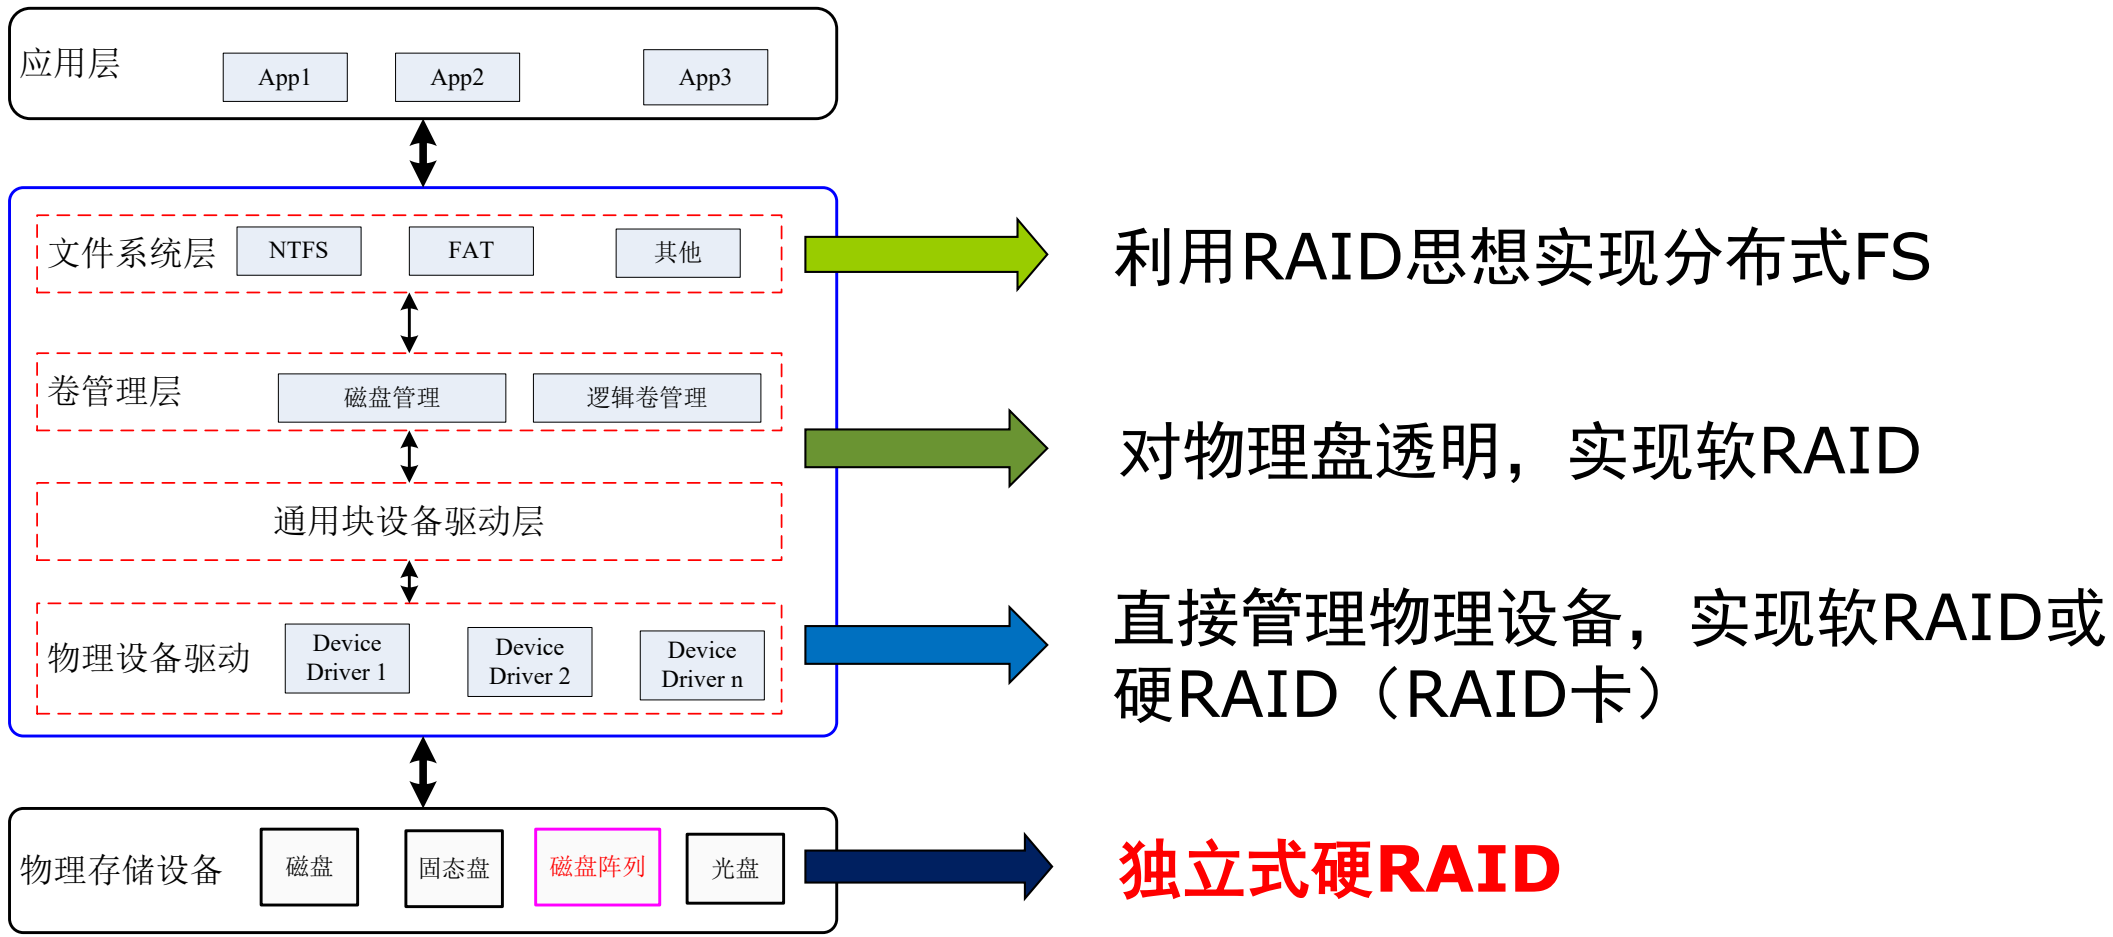 应用层
App1
App2
App3
文件系统层
NTFS
FAT
其他
利用RAID思想实现分布式FS
卷管理层
磁盘管理
逻辑卷管理
对物理盘透明，实现软RAID
通用块设备驱动层
物理设备驱动
Device
Driver 1
Device
Driver 2
Device
Driver n
直接管理物理设备，实现软RAID或
硬RAID（RAID卡）
物理存储设备
磁盘
固态盘
磁盘阵列
光盘
独立式硬RAID